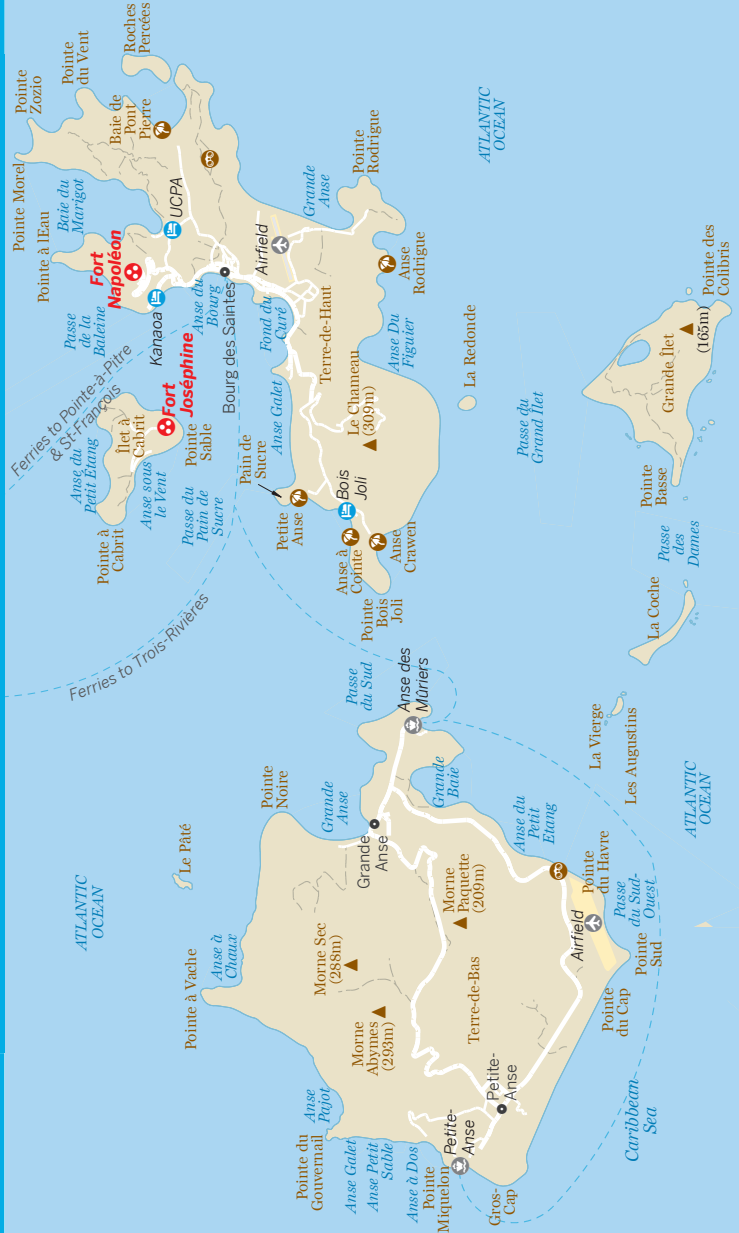 ATLANTIC
OCEAN
Le Pâté
Pointe
Noire
Pointe à Vache
Anse à
Chaux
Grande
Anse
Passe
du Sud
Anse des
Mûriers
Grande
Anse
Grande
Baie
Morne Sec
(288m)
Morne
Abymes
(293m)
Morne
Paquette
(209m)
Terre-de-Bas
Anse
Pajot
Pointe du
Gouvernail
Anse Galet
Anse Petit
Sable
Anse à Dos
Pointe
Miquelon
Petite-
Anse
Petite-
Anse
Gros-
Cap
Anse du
Petit
Etang
Airfield
Pointe
du Havre
Passe
du Sud-
Ouest
Pointe
Sud
Pointe
du Cap
Caribbean
Sea
La Vierge
Les Augustins
ATLANTIC
OCEAN
Ferries to Trois-Rivières
Ferries to Pointe-à-Pitre
& St-François
Anse du
Petit Etang
Îlet à
Cabrit
Fort
Joséphine
Pointe
Sable
Anse sous
le Vent
Pointe à
Cabrit
Passe du
Pain de
Sucre
Passe
de la
Baleine
Pointe à lEau
Pointe Morel
Pointe
Zozio
Pointe
du Vent
Roches
Percées
Baie du
Marigot
Baie de
Pont
Pierre
Fort
Napoléon
Kanaoa
UCPA
Anse du
Bourg
Bourg des Saintes
Airfield
Grande
Anse
Fond du
Curé
Pointe
Rodrigue
Anse
Rodrigue
Terre-de-Haut
Anse Galet
Pain de
Sucre
Petite
Anse
Bois
Joli
Le Chameau
(309m)
Anse Du
Figuier
Anse à
Cointe
Anse
Crawen
Pointe
Bois
Joli
La Redonde
ATLANTIC
OCEAN
Passe du
Grand Ilet
Grande Îlet
(165m)
Pointe des
Colibris
Pointe
Basse
Passe
des
Dames
La Coche